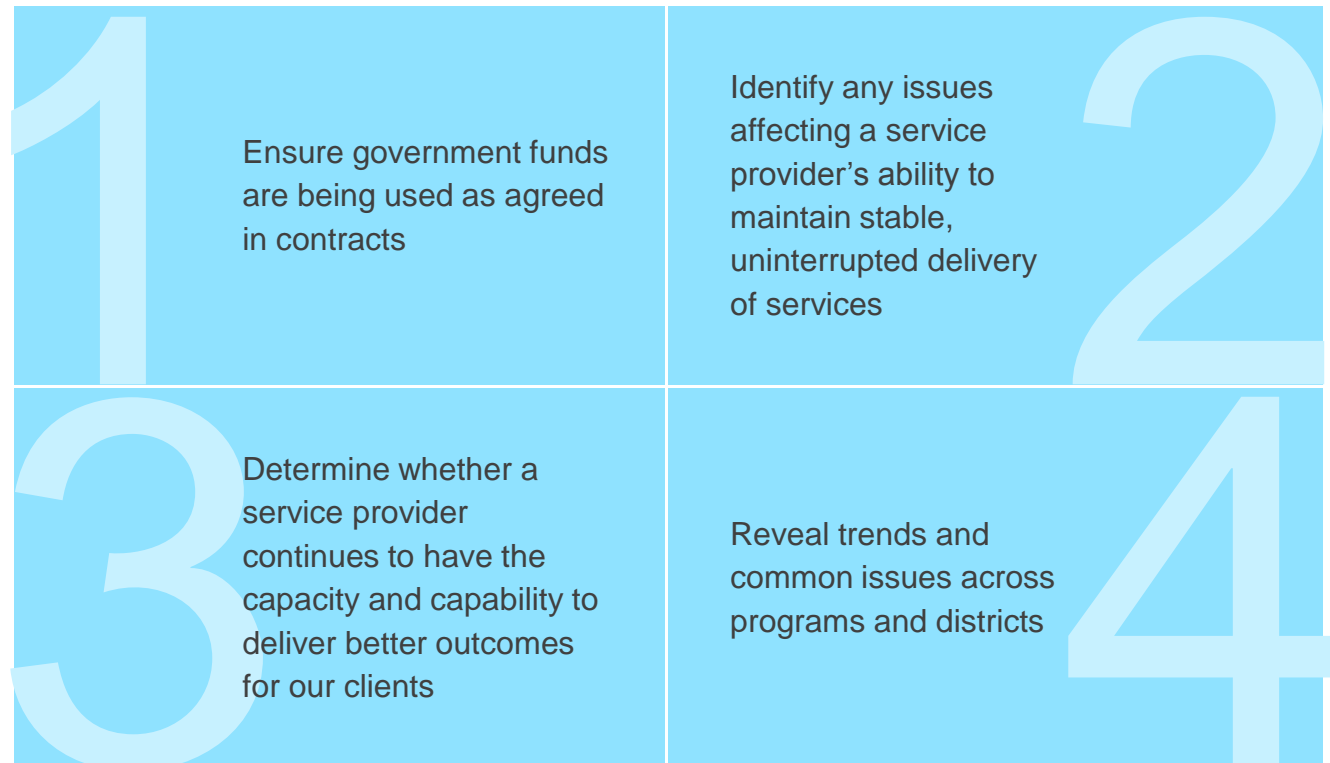 1
Ensure government funds
are being used as agreed
in contracts
2
Identify any issues
affecting a service
provider’s ability to
maintain stable,
uninterrupted delivery
of services
3
Determine whether a
service provider
continues to have the
capacity and capability to
deliver better outcomes
for our clients
4
Reveal trends and
common issues across
programs and districts